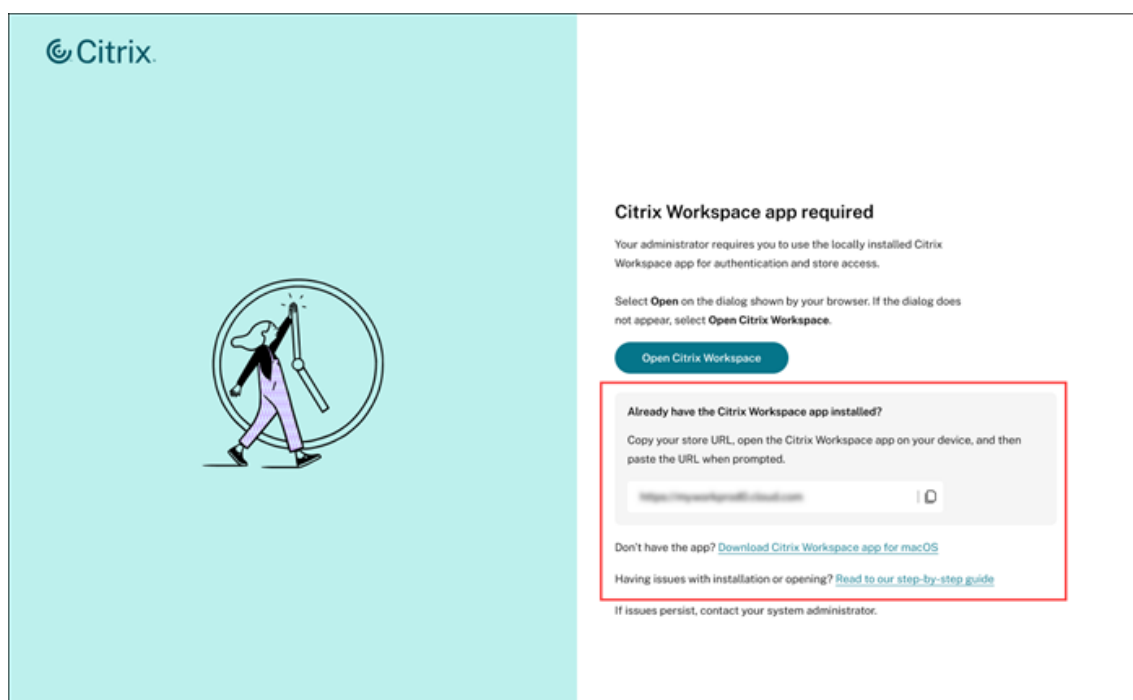 Citrix.
Citrix Workspace app required
Your administrator requires you to use the locally installed Citrix
Workspace app for authentication and store access.
Select Open on the dialog shown by your browser. If the dialog does
not appear, select Open Citrix Workspace.
Open Citrix Workspace
Already have the Citrix Workspace app installed?
Copy your store URL, open the Citrix Workspace app on your device, and then
paste the URL when prompted.
Don't have the app? Download Citrix Workspace app for macOS
Having issues with installation or opening? Read to our step-by-step guide
If issues persist, contact your system administrator.